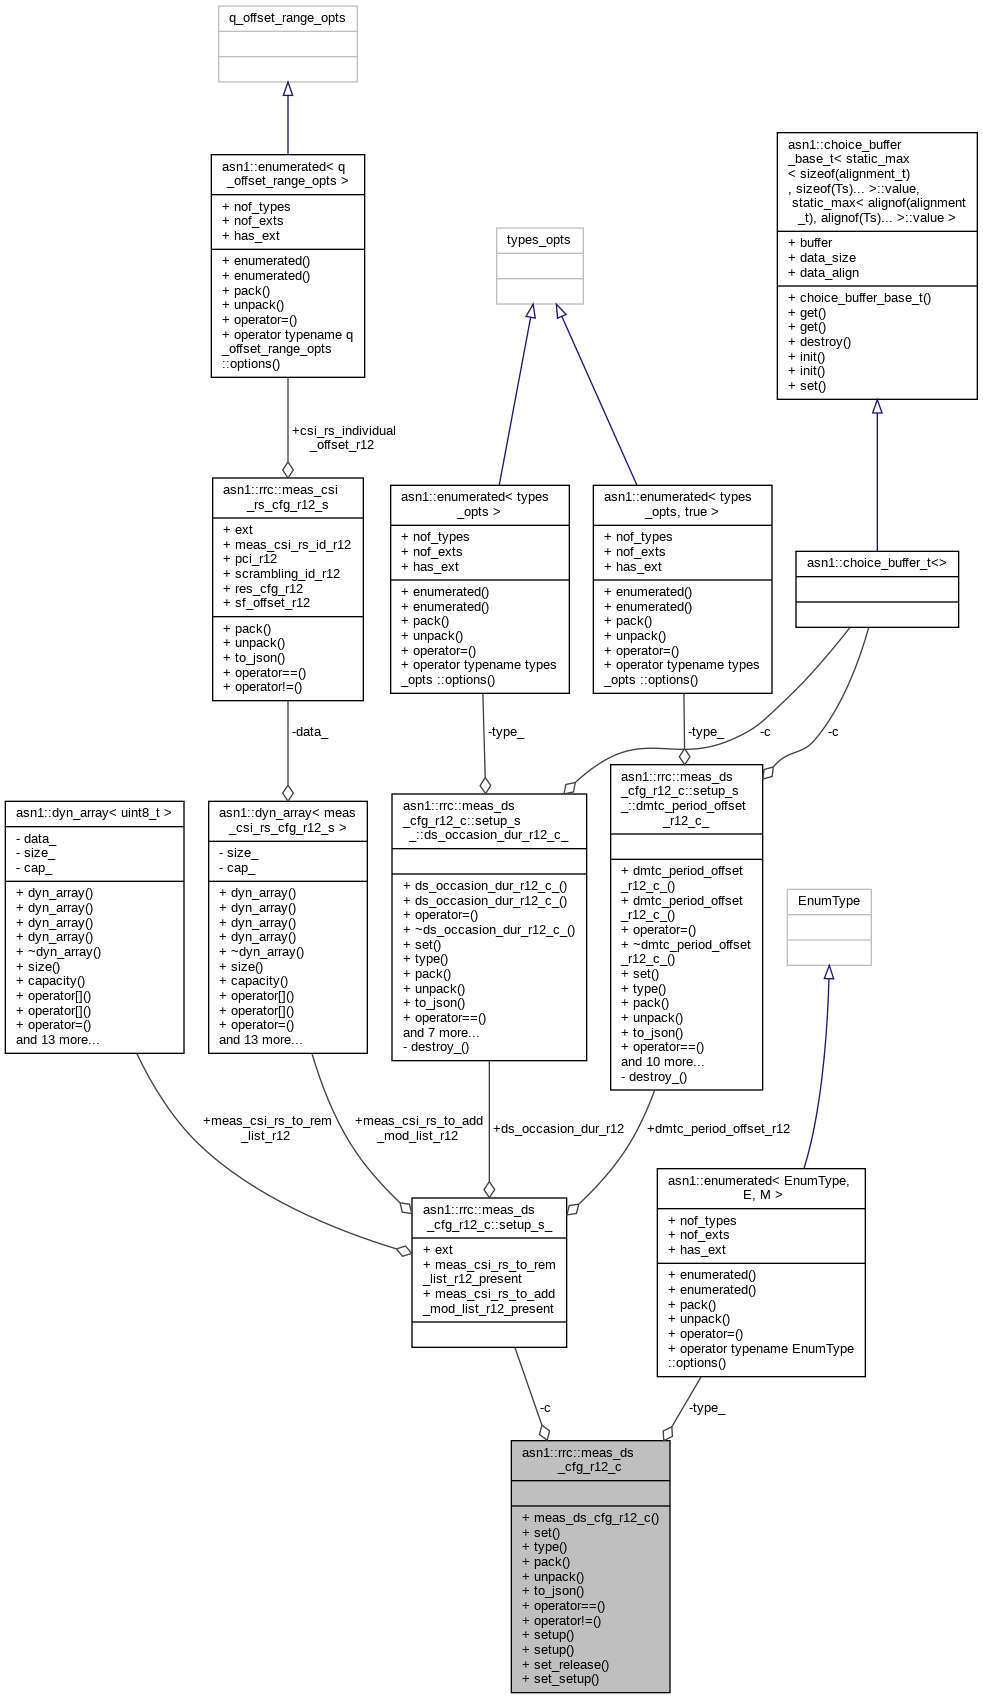 q_offset_range_opts
asn1::enumerated< q
_offset_range_opts >
+ nof_types
+ nof_exts
+ has_ext
+ enumerated()
+ enumerated()
+ pack()
+ unpack()
+ operator=()
+ operator typename q
_offset_range_opts
::options()
asn1::choice_buffer
_base_t< static_max
< sizeof(alignment_t)
, sizeof(Ts)... >::value,
static_max< alignof(alignment
_t), alignof(Ts)... >::value >
+ buffer
+ data_size
+ data_align
+ choice_buffer_base_t()
+ get()
+ get()
+ destroy()
+ init()
+ init()
+ set()
types_opts
+csi_rs_individual
_offset_r12
asn1::rrc::meas_csi
_rs_cfg_r12_s
+ ext
+ meas_csi_rs_id_r12
+ pci_r12
+ scrambling_id_r12
+ res_cfg_r12
+ sf_offset_r12
+ pack()
+ unpack()
+ to_json()
+ operator==()
+ operator!=()
asn1::enumerated< types
_opts >
+ nof_types
+ nof_exts
+ has_ext
+ enumerated()
+ enumerated()
+ pack()
+ unpack()
+ operator=()
+ operator typename types
_opts ::options()
asn1::enumerated< types
_opts, true >
+ nof_types
+ nof_exts
+ has_ext
+ enumerated()
+ enumerated()
+ pack()
+ unpack()
+ operator=()
+ operator typename types
_opts ::options()
asn1::choice_buffer_t<>
-data_
-type_
-type_
-c
-c
asn1::dyn_array< uint8_t >
- data_
- size_
- cap_
+ dyn_array()
+ dyn_array()
+ dyn_array()
+ dyn_array()
+ ~dyn_array()
+ size()
+ capacity()
+ operator[]()
+ operator[]()
+ operator=()
and 13 more...
asn1::dyn_array< meas
_csi_rs_cfg_r12_s >
- size_
- cap_
+ dyn_array()
+ dyn_array()
+ dyn_array()
+ dyn_array()
+ ~dyn_array()
+ size()
+ capacity()
+ operator[]()
+ operator[]()
+ operator=()
and 13 more...
asn1::rrc::meas_ds
_cfg_r12_c::setup_s
_::ds_occasion_dur_r12_c_
+ ds_occasion_dur_r12_c_()
+ ds_occasion_dur_r12_c_()
+ operator=()
+ ~ds_occasion_dur_r12_c_()
+ set()
+ type()
+ pack()
+ unpack()
+ to_json()
+ operator==()
and 7 more...
- destroy_()
asn1::rrc::meas_ds
_cfg_r12_c::setup_s
_::dmtc_period_offset
_r12_c_
+ dmtc_period_offset
_r12_c_()
+ dmtc_period_offset
_r12_c_()
+ operator=()
+ ~dmtc_period_offset
_r12_c_()
+ set()
+ type()
+ pack()
+ unpack()
+ to_json()
+ operator==()
and 10 more...
- destroy_()
EnumType
+meas_csi_rs_to_rem
_list_r12
+meas_csi_rs_to_add
_mod_list_r12
+ds_occasion_dur_r12
+dmtc_period_offset_r12
asn1::rrc::meas_ds
_cfg_r12_c::setup_s_
+ ext
+ meas_csi_rs_to_rem
_list_r12_present
+ meas_csi_rs_to_add
_mod_list_r12_present
asn1::enumerated< EnumType,
E, M >
+ nof_types
+ nof_exts
+ has_ext
+ enumerated()
+ enumerated()
+ pack()
+ unpack()
+ operator=()
+ operator typename EnumType
::options()
-c
-type_
asn1::rrc::meas_ds
_cfg_r12_c
+ meas_ds_cfg_r12_c()
+ set()
+ type()
+ pack()
+ unpack()
+ to_json()
+ operator==()
+ operator!=()
+ setup()
+ setup()
+ set_release()
+ set_setup()